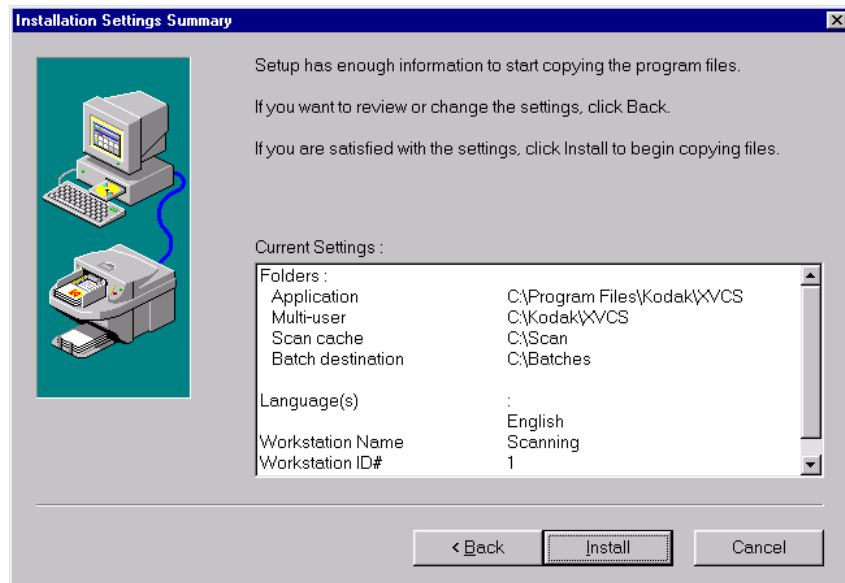 Installation Settings Summary
Setup has enough information to start copying the program files.
If you want to review or change the settings, click Back.
If you are satisfied with the settings, click Install to begin copying files.
Current Settings :
Folders :
Application C:\Program Files\Kodak\XVCS
Multi-user C:\Kodak\XVCS
Scan cache C:\Scan
Batch destination C:\Batches
Language(s) :
English
Workstation Name Scanning
Workstation ID# 1
< Back Install Cancel